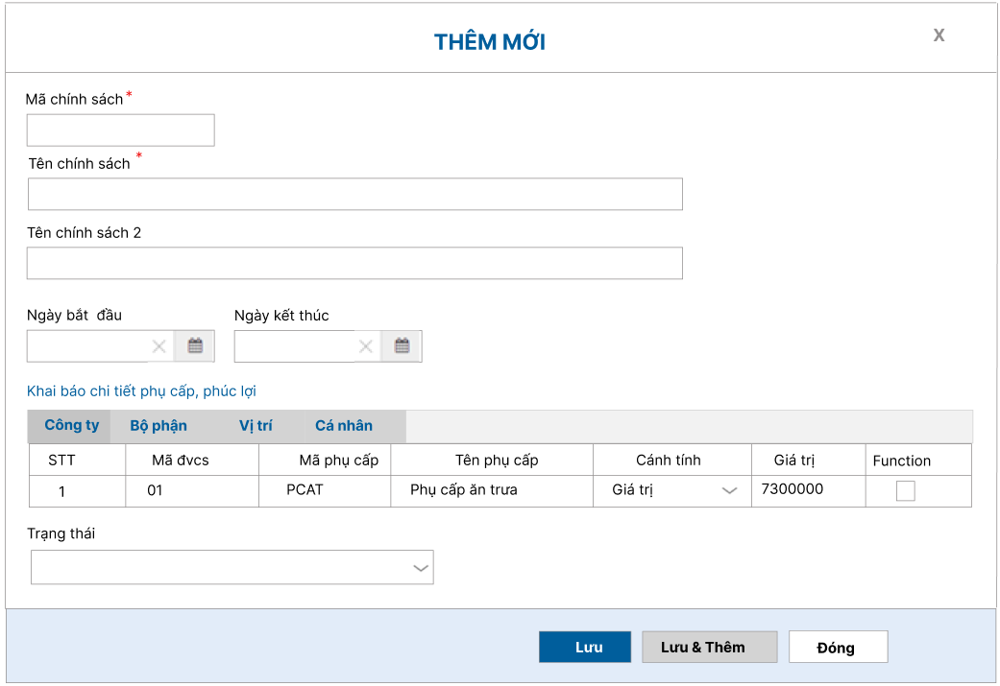 THÊM MỚI X
Mã chính sách *
Tên chính sách *
Tên chính sách 2
Ngày bắt đầu Ngày kết thúc
Khai báo chi tiết phụ cấp, phúc lợi
Công ty Bộ phận Vị trí Cá nhân
STT Mã đvcs Mã phụ cấp Tên phụ cấp Cánh tính Giá trị Function
1 01 PCAT Phụ cấp ăn trưa Giá trị 7300000
Trạng thái
Lưu Lưu & Thêm Đóng